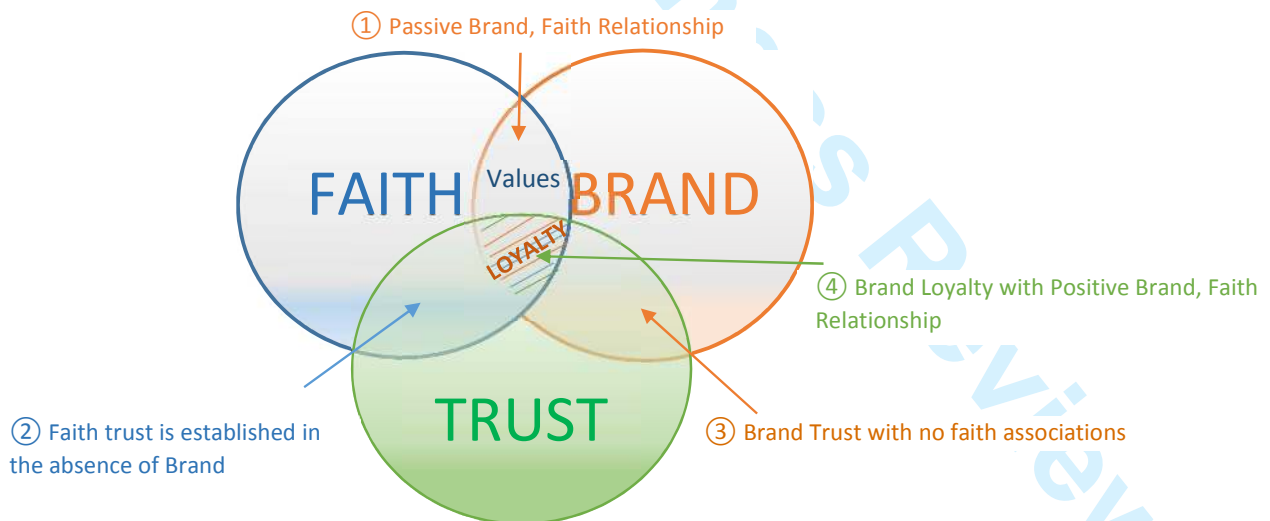 ① Passive Brand, Faith Relationship
FAITH
Values
BRAND
LOYALTY
④ Brand Loyalty with Positive Brand, Faith
Relationship
TRUST
② Faith trust is established in
the absence of Brand
③ Brand Trust with no faith associations